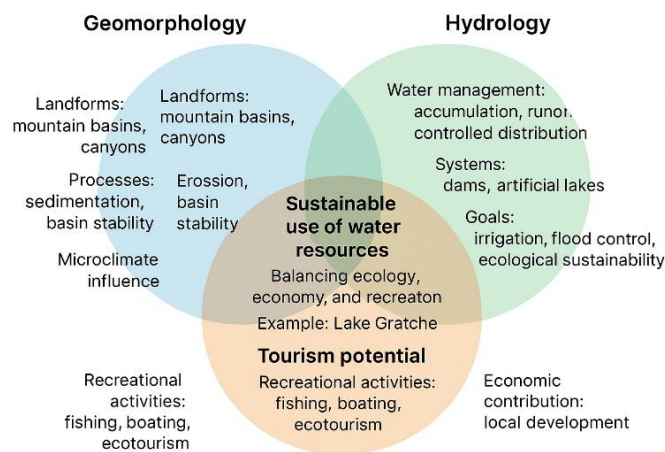 Geomorphology
Hydrology
Landforms:
mountain basins,
canyons
Landforms:
mountain basins,
canyons
Processes:
sedimentation,
basin stability
Erossion,
basin
stability
Microclimate
influence
Water management:
accumulation, runor.
controlled distribution
Systems:
dams, artificial lakes
Goals:
irrigation, flood control,
ecological sustainability
Sustainable
use of water
resources
Balancing ecology,
economy, and recreaton
Example: Lake Gratche
Tourism potential
Recreational activities:
fishing, boating,
ecotourism
Recreational
activities:
fishing, boating,
ecotourism
Economic
contribution:
local development